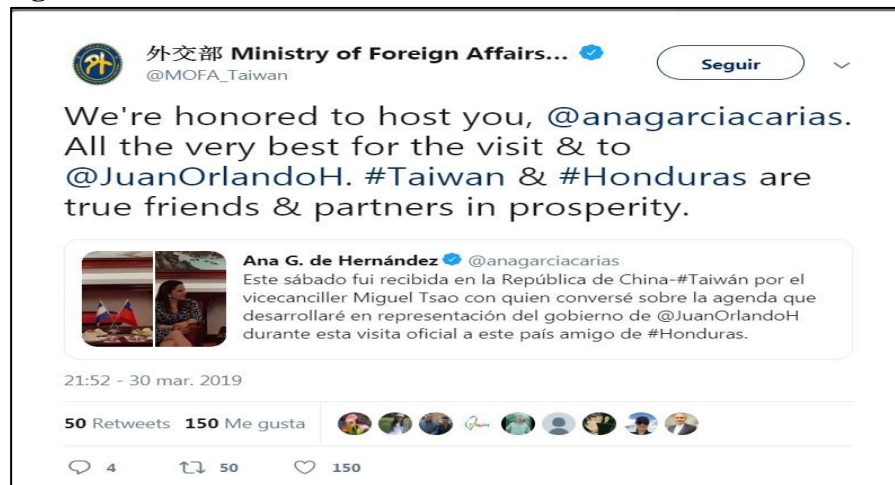 外交部 Ministry of Foreign Affairs...
@MOFA_Taiwan
Seguir
We're honored to host you, @anagarciacarias.
All the very best for the visit & to
@JuanOrlandoH. #Taiwan & #Honduras are
true friends & partners in prosperity.
Ana G. de Hernández @anagarciacarias
Este sábado fui recibida en la República de China-#Taiwán por el
vicecanciller Miguel Tsao con quien conversé sobre la agenda que
desarrollaré en representación del gobierno de @JuanOrlandoH
durante esta visita oficial a este país amigo de #Honduras.
21:52 - 30 mar. 2019
50 Retweets 150 Me gusta
4 50 150